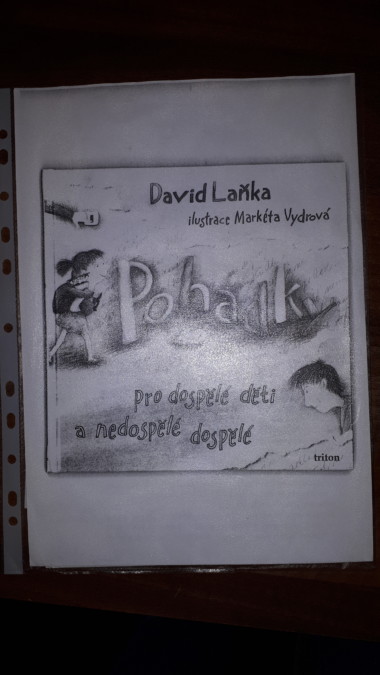 David Laňka
ilustrace Markéta Vydrová
Pohádky
pro dospělé děti
a nedospělé dospělé
triton